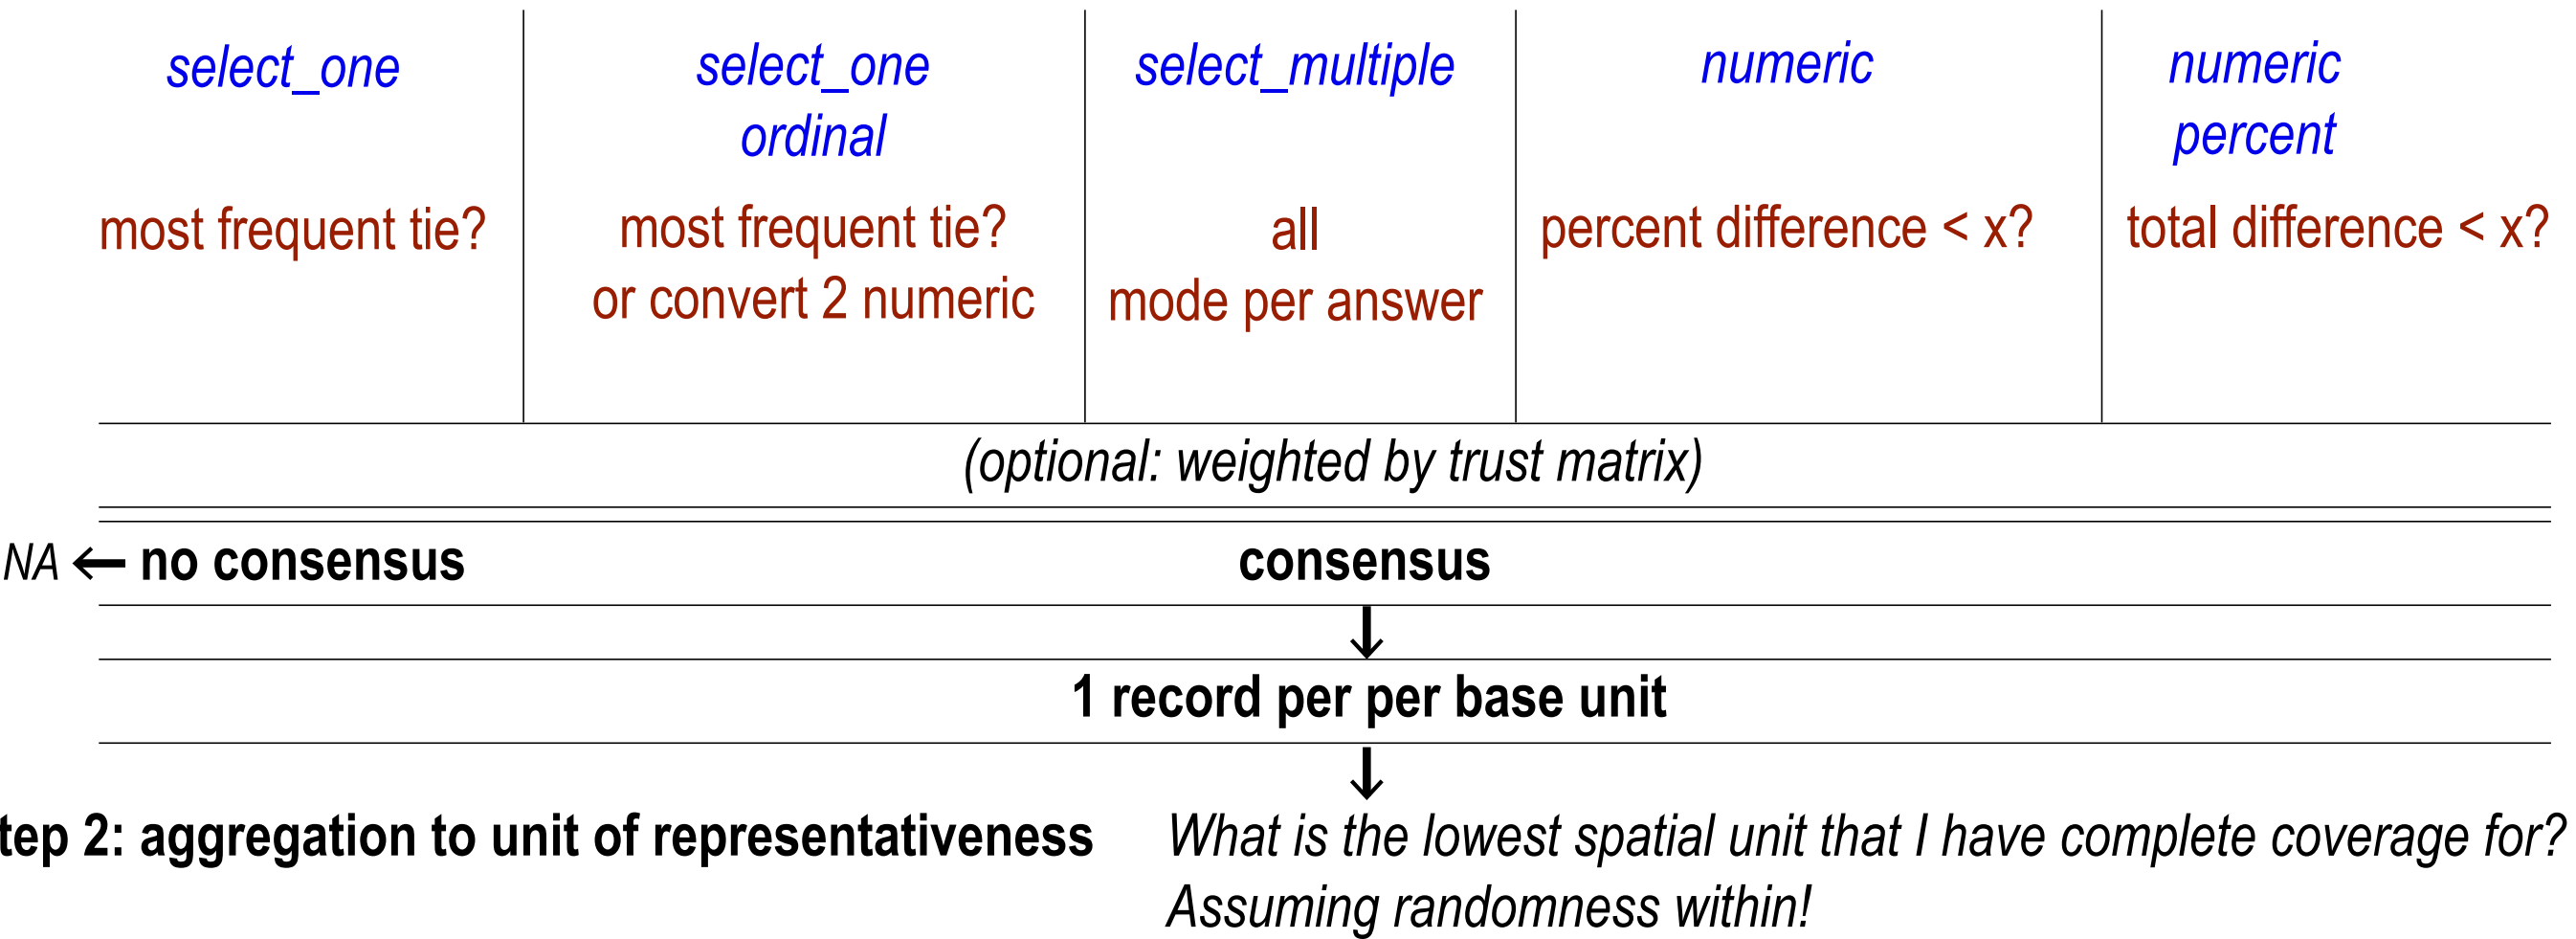 select_one
most frequent tie?
select_one
ordinal
most frequent tie?
or convert 2 numeric
select_multiple
all
mode per answer
numeric
percent difference < x?
numeric
percent
total difference < x?
(optional: weighted by trust matrix)
NA ← no consensus
consensus
↓
1 record per per base unit
↓
tep 2: aggregation to unit of representativeness
What is the lowest spatial unit that I have complete coverage for?
Assuming randomness within!